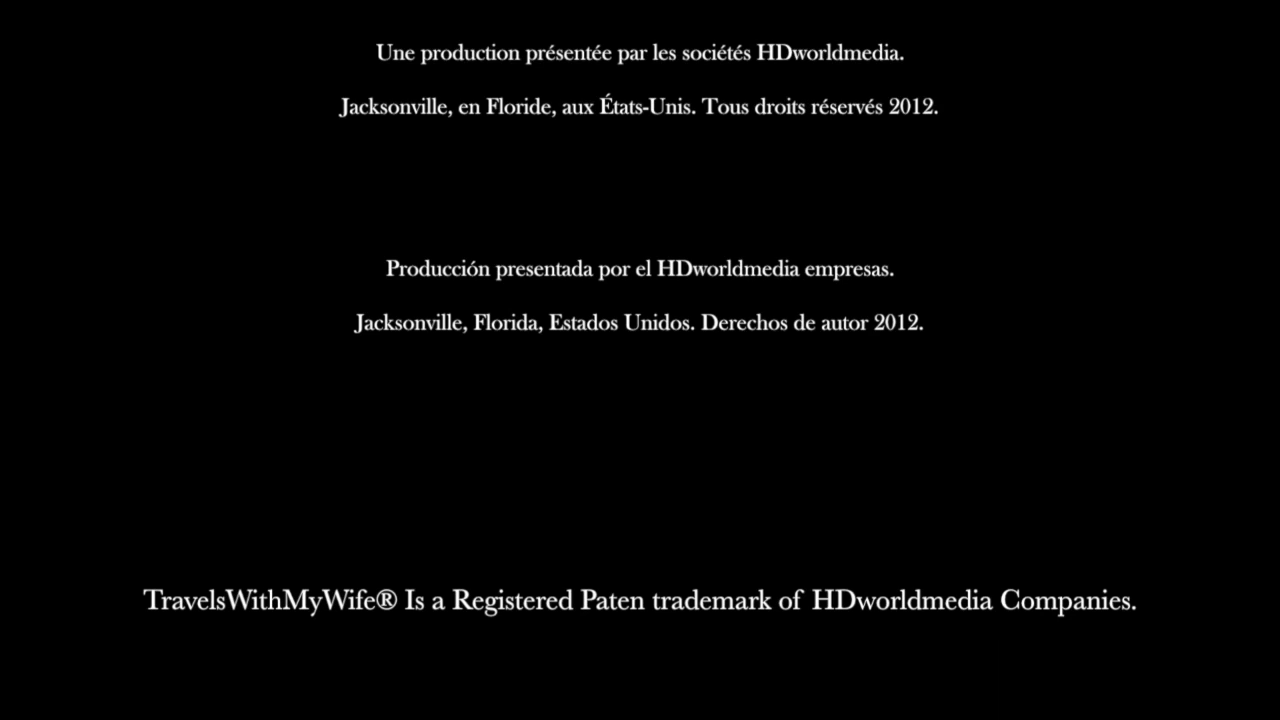 Une production présentée par les sociétés HDworldmedia.
Jacksonville, en Floride, aux États-Unis. Tous droits réservés 2012.
Producción presentada por el HDworldmedia empresas.
Jacksonville, Florida, Estados Unidos. Derechos de autor 2012.
TravelsWithMyWife® Is a Registered Paten trademark of HDworldmedia Companies.